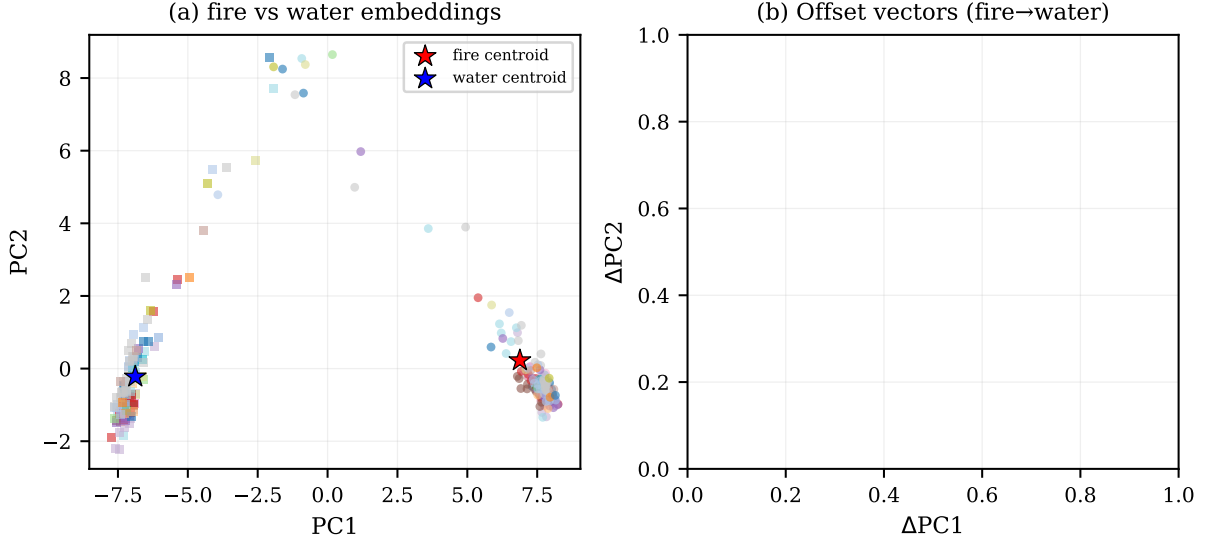 (a) fire vs water embeddings
8
6
4
2
0
−2
PC2
−7.5 −5.0 −2.5 0.0 2.5 5.0 7.5
PC1
fire centroid
water centroid
(b) Offset vectors (fire→water)
1.0
0.8
0.6
0.4
0.2
0.0
ΔPC2
0.0 0.2 0.4 0.6 0.8 1.0
ΔPC1